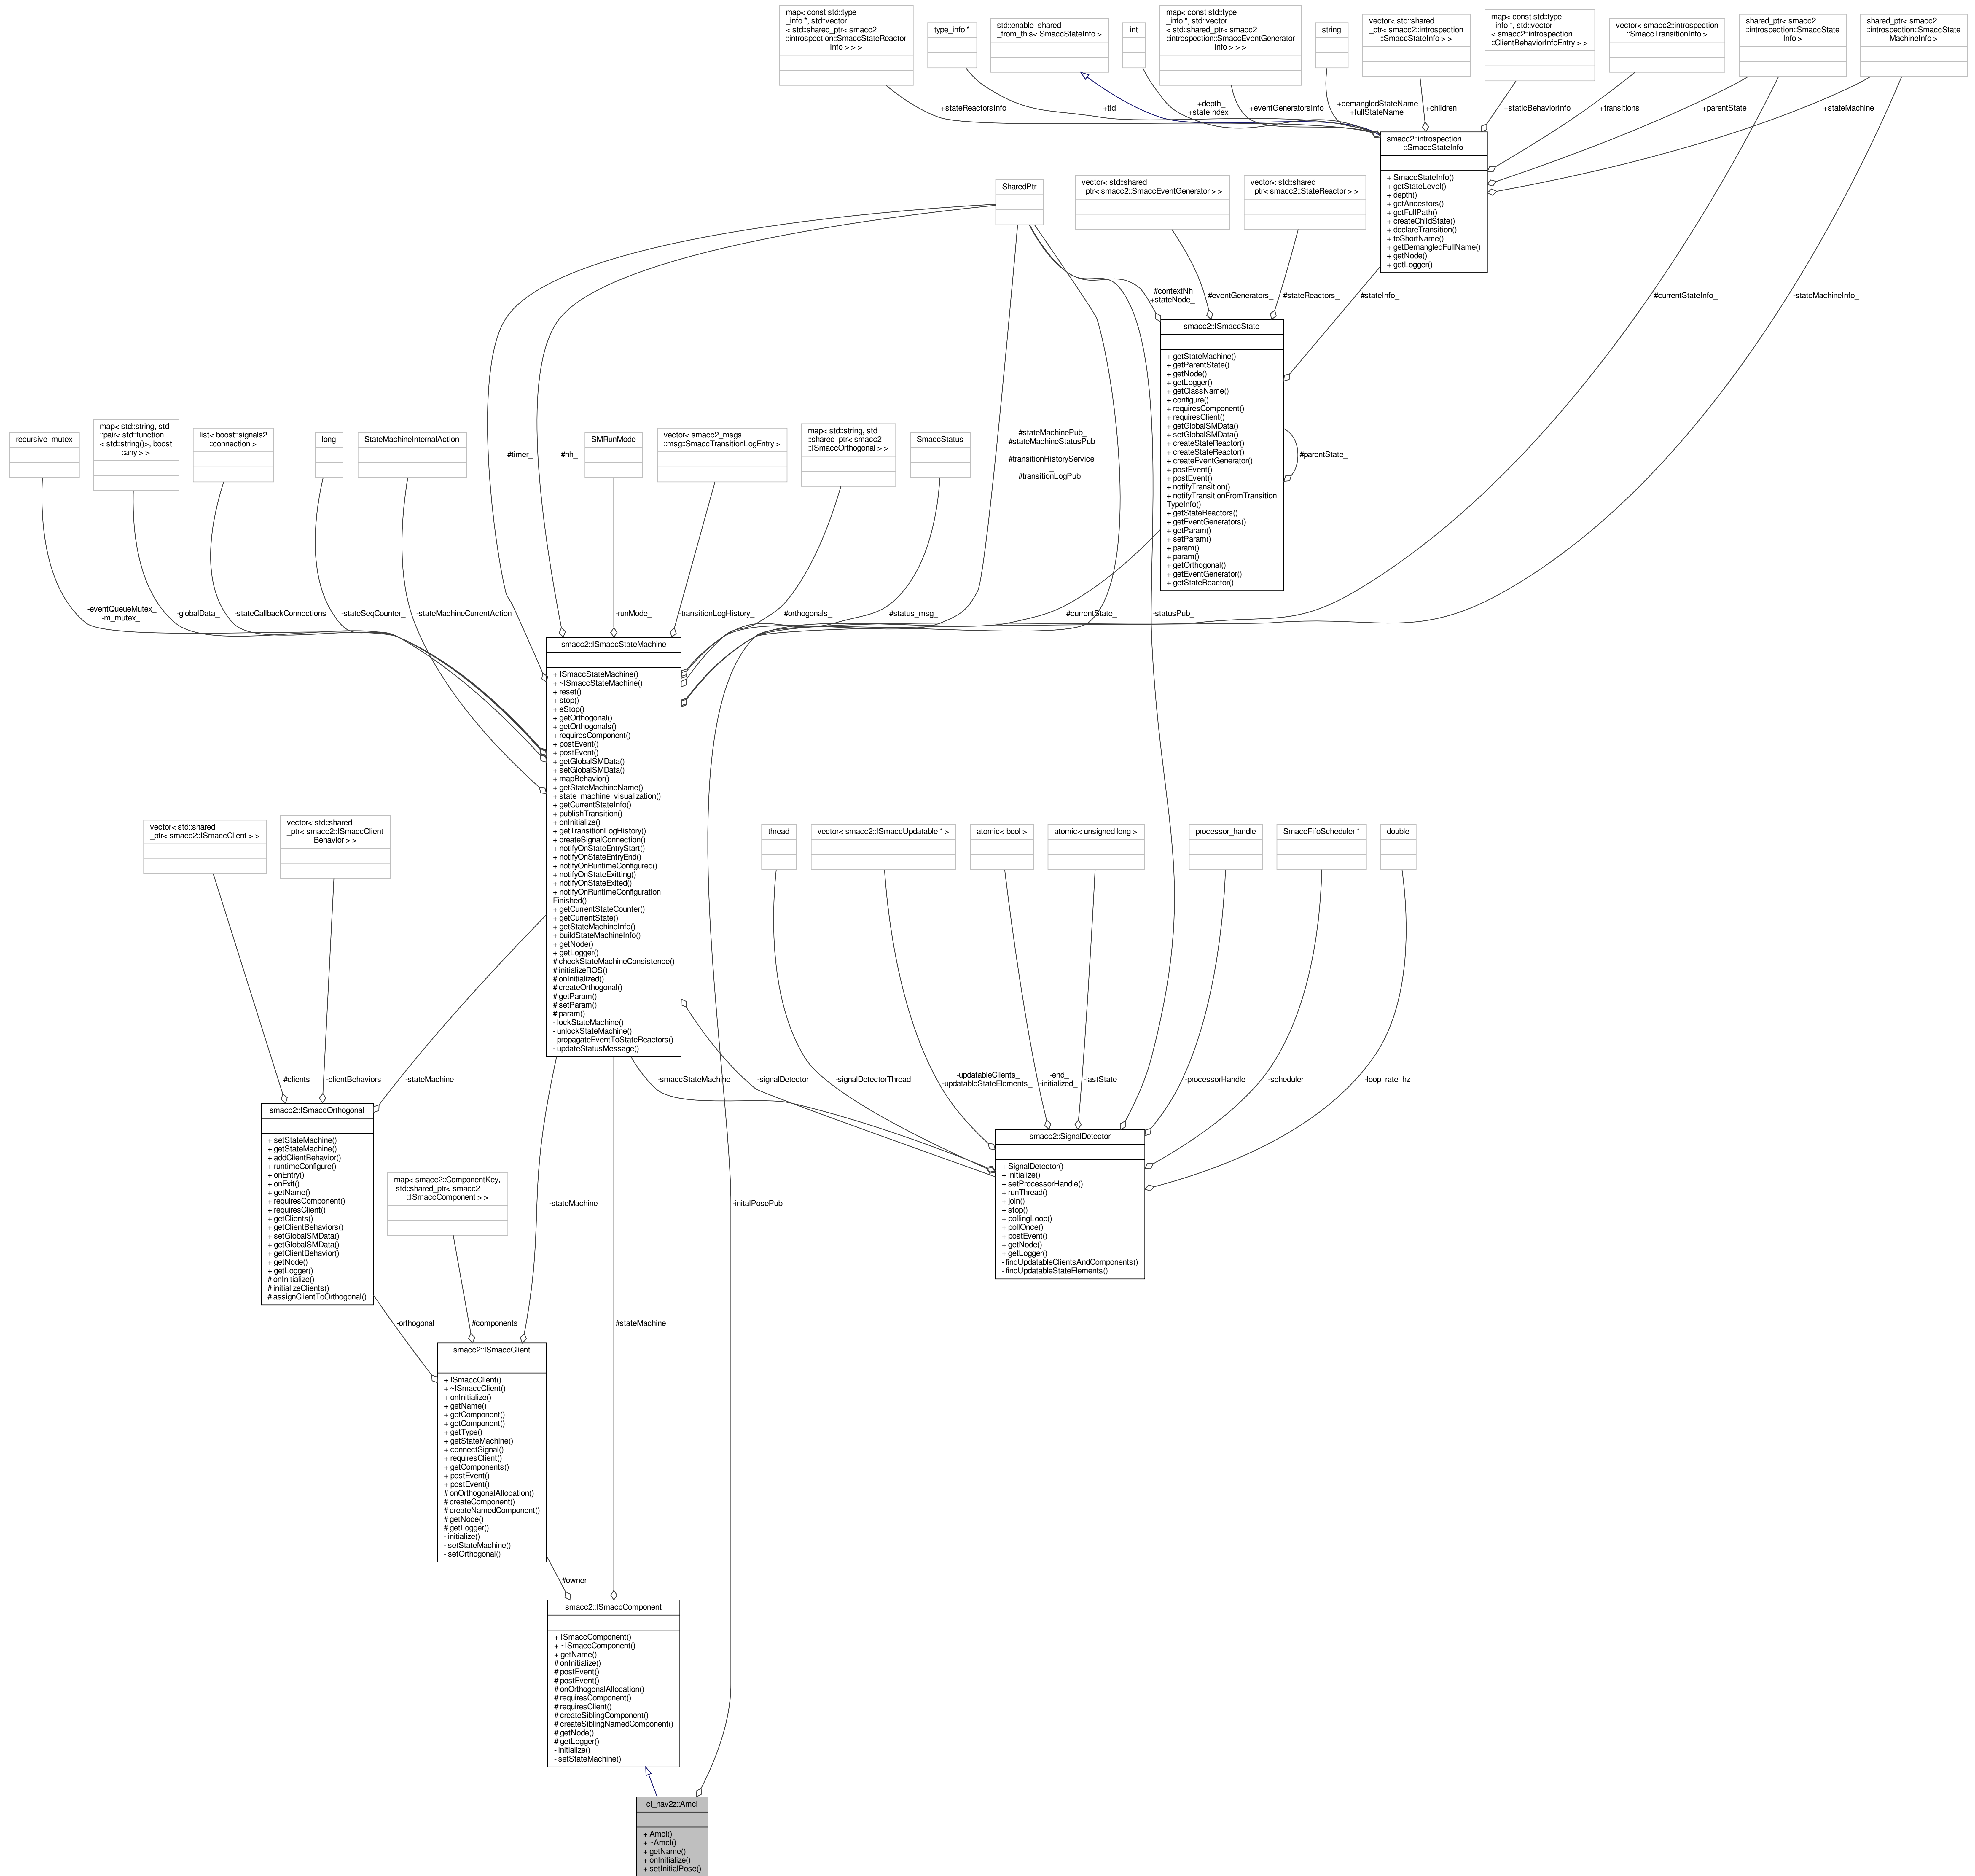 map< const std::type
_info *, std::vector
< std::shared_ptr< smacc2
::introspection::SmaccStateReactor
Info > > >
type_info *
std::enable_shared
_from_this< SmaccStateInfo >
int
map< const std::type
_info *, std::vector
< std::shared_ptr< smacc2
::introspection::SmaccEventGenerator
Info > > >
string
vector< std::shared
_ptr< smacc2::introspection
::SmaccStateInfo > >
map< const std::type
_info *, std::vector
< smacc2::introspection
::ClientBehaviorInfoEntry > >
vector< smacc2::introspection
::SmaccTransitionInfo >
shared_ptr< smacc2
::introspection::SmaccState
Info >
shared_ptr< smacc2
::introspection::SmaccState
MachineInfo >
+stateReactorsInfo
+tid_
+depth_
+stateIndex_
+eventGeneratorsInfo
+demangledStateName
+fullStateName
+children_
+staticBehaviorInfo
+transitions_
+parentState_
+stateMachine_
smacc2::introspection
::SmaccStateInfo
+ SmaccStateInfo()
+ getStateLevel()
+ depth()
+ getAncestors()
+ getFullPath()
+ createChildState()
+ declareTransition()
+ toShortName()
+ getDemangledFullName()
+ getNode()
+ getLogger()
SharedPtr
vector< std::shared
_ptr< smacc2::SmaccEventGenerator > >
vector< std::shared
_ptr< smacc2::StateReactor > >
#contextNh
+stateNode_
#eventGenerators_
#stateReactors_
#stateInfo_
#currentStateInfo_
-stateMachineInfo_
smacc2::ISmaccState
+ getStateMachine()
+ getParentState()
+ getNode()
+ getLogger()
+ getClassName()
+ configure()
+ requiresComponent()
+ requiresClient()
+ getGlobalSMData()
+ setGlobalSMData()
+ createStateReactor()
+ createStateReactor()
+ createEventGenerator()
+ postEvent()
+ postEvent()
+ notifyTransition()
+ notifyTransitionFromTransition
TypeInfo()
+ getStateReactors()
+ getEventGenerators()
+ getParam()
+ setParam()
+ param()
+ param()
+ getOrthogonal()
+ getEventGenerator()
+ getStateReactor()
#parentState_
recursive_mutex
map< std::string, std
::pair< std::function
< std::string()>, boost
::any > >
list< boost::signals2
::connection >
long
StateMachineInternalAction
#timer_
#nh_
SMRunMode
vector< smacc2_msgs
::msg::SmaccTransitionLogEntry >
map< std::string, std
::shared_ptr< smacc2
::ISmaccOrthogonal > >
SmaccStatus
#stateMachinePub_
#stateMachineStatusPub
_
#transitionHistoryService
_
#transitionLogPub_
-eventQueueMutex_
-m_mutex_
-globalData_
-stateCallbackConnections
-stateSeqCounter_
-stateMachineCurrentAction
-runMode_
-transitionLogHistory_
#orthogonals_
#status_msg_
#currentState_
-statusPub_
smacc2::ISmaccStateMachine
+ ISmaccStateMachine()
+ ~ISmaccStateMachine()
+ reset()
+ stop()
+ eStop()
+ getOrthogonal()
+ getOrthogonals()
+ requiresComponent()
+ postEvent()
+ postEvent()
+ getGlobalSMData()
+ setGlobalSMData()
+ mapBehavior()
+ getStateMachineName()
+ state_machine_visualization()
+ getCurrentStateInfo()
+ publishTransition()
+ onInitialize()
+ getTransitionLogHistory()
+ createSignalConnection()
+ notifyOnStateEntryStart()
+ notifyOnStateEntryEnd()
+ notifyOnRuntimeConfigured()
+ notifyOnStateExitting()
+ notifyOnStateExited()
+ notifyOnRuntimeConfiguration
Finished()
+ getCurrentStateCounter()
+ getCurrentState()
+ getStateMachineInfo()
+ buildStateMachineInfo()
+ getNode()
+ getLogger()
# checkStateMachineConsistence()
# initializeROS()
# onInitialized()
# createOrthogonal()
# getParam()
# setParam()
# param()
- lockStateMachine()
- unlockStateMachine()
- propagateEventToStateReactors()
- updateStatusMessage()
vector< std::shared
_ptr< smacc2::ISmaccClient > >
vector< std::shared
_ptr< smacc2::ISmaccClient
Behavior > >
thread
vector< smacc2::ISmaccUpdatable * >
atomic< bool >
atomic< unsigned long >
processor_handle
SmaccFifoScheduler *
double
#clients_
-clientBehaviors_
-stateMachine_
-smaccStateMachine_
-signalDetector_
-signalDetectorThread_
-updatableClients_
-updatableStateElements_
-end_
-initialized_
-lastState_
-processorHandle_
-scheduler_
-loop_rate_hz
smacc2::ISmaccOrthogonal
+ setStateMachine()
+ getStateMachine()
+ addClientBehavior()
+ runtimeConfigure()
+ onEntry()
+ onExit()
+ getName()
+ requiresComponent()
+ requiresClient()
+ getClients()
+ getClientBehaviors()
+ setGlobalSMData()
+ getGlobalSMData()
+ getClientBehavior()
+ getNode()
+ getLogger()
# onInitialize()
# initializeClients()
# assignClientToOrthogonal()
smacc2::SignalDetector
+ SignalDetector()
+ initialize()
+ setProcessorHandle()
+ runThread()
+ join()
+ stop()
+ pollingLoop()
+ pollOnce()
+ postEvent()
+ getNode()
+ getLogger()
- findUpdatableClientsAndComponents()
- findUpdatableStateElements()
map< smacc2::ComponentKey,
std::shared_ptr< smacc2
::ISmaccComponent > >
-stateMachine_
-initalPosePub_
-orthogonal_
#components_
#stateMachine_
smacc2::ISmaccClient
+ ISmaccClient()
+ ~ISmaccClient()
+ onInitialize()
+ getName()
+ getComponent()
+ getComponent()
+ getType()
+ getStateMachine()
+ connectSignal()
+ requiresClient()
+ getComponents()
+ postEvent()
+ postEvent()
# onOrthogonalAllocation()
# createComponent()
# createNamedComponent()
# getNode()
# getLogger()
- initialize()
- setStateMachine()
- setOrthogonal()
#owner_
smacc2::ISmaccComponent
+ ISmaccComponent()
+ ~ISmaccComponent()
+ getName()
# onInitialize()
# postEvent()
# postEvent()
# onOrthogonalAllocation()
# requiresComponent()
# requiresClient()
# createSiblingComponent()
# createSiblingNamedComponent()
# getNode()
# getLogger()
- initialize()
- setStateMachine()
cl_nav2z::Amcl
+ Amcl()
+ ~Amcl()
+ getName()
+ onInitialize()
+ setInitialPose()